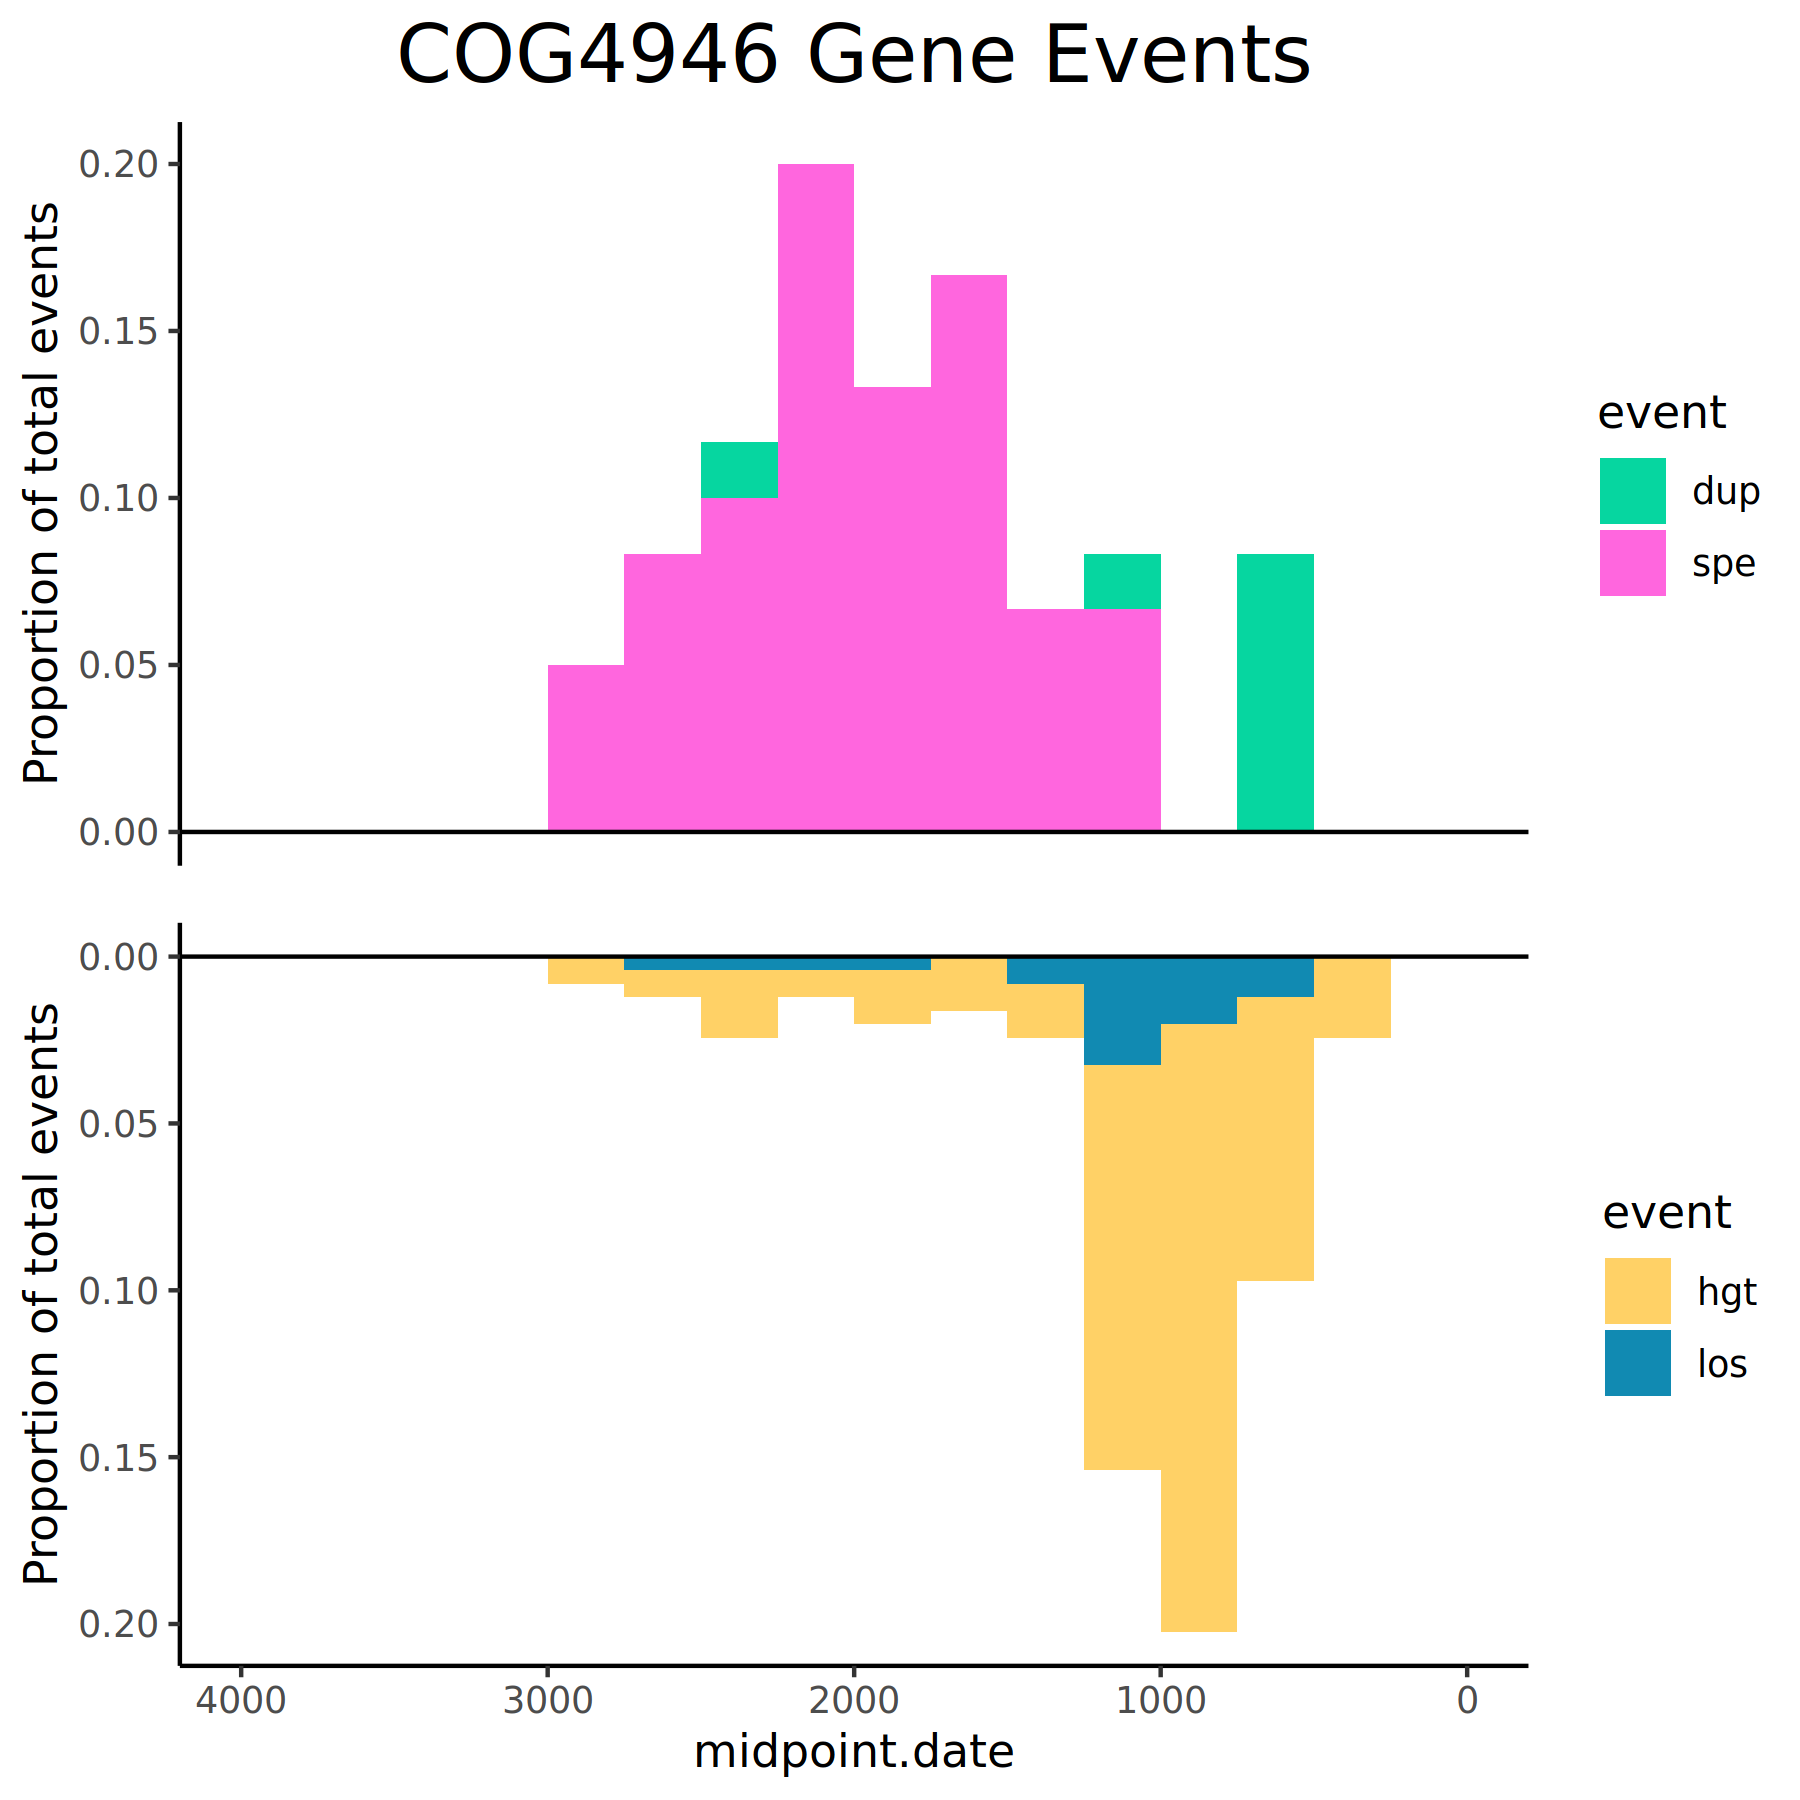 COG4946 Gene Events
Proportion of total events
0.20
0.15
0.10
0.05
0.00
event
dup
spe
Proportion of total events
0.00
0.05
0.10
0.15
0.20
event
hgt
los
4000 3000 2000 1000 0
midpoint.date